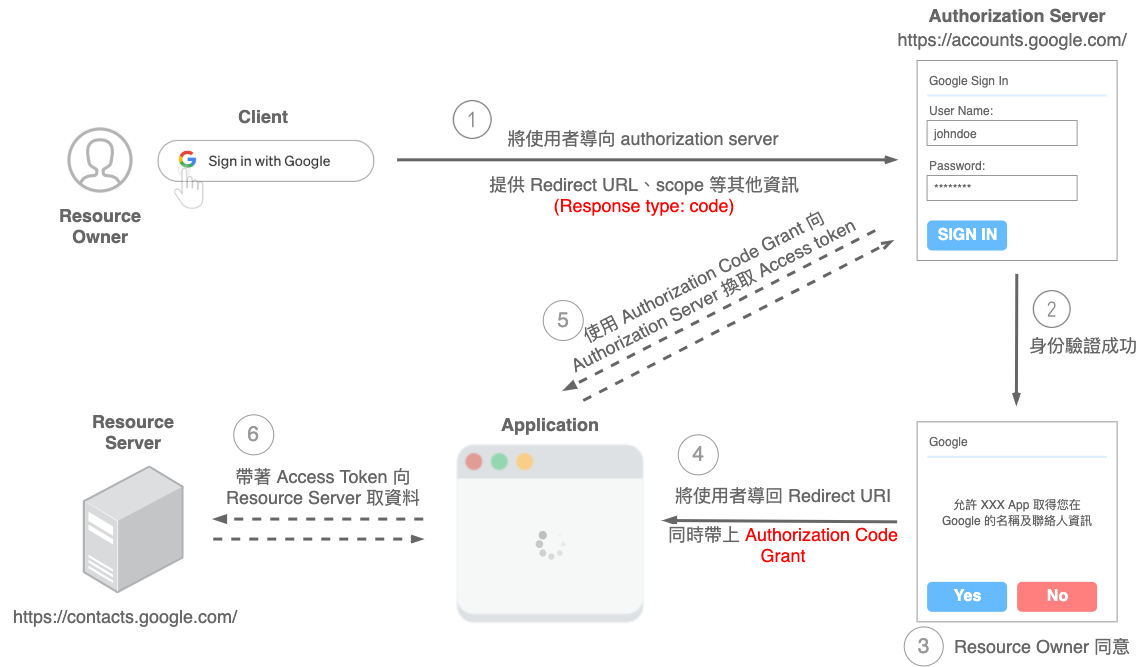 Authorization Server
https://accounts.google.com/
Google Sign In
User Name:
johndoe
Password:
********
SIGN IN
Client
Sign in with Google
Resource
Owner
1
將使用者導向 authorization server
提供 Redirect URL、scope 等其他資訊
(Response type: code)
2
身份驗證成功
5
使用 Authorization Code Grant 向
Authorization Server 換取 Access token
Google
允許 XXX App 取得您在
Google 的名稱及聯絡人資訊
Yes
No
3
Resource Owner 同意
4
將使用者導回 Redirect URI
同時帶上 Authorization Code
Grant
Application
6
帶著 Access Token 向
Resource Server 取資料
Resource
Server
https://contacts.google.com/